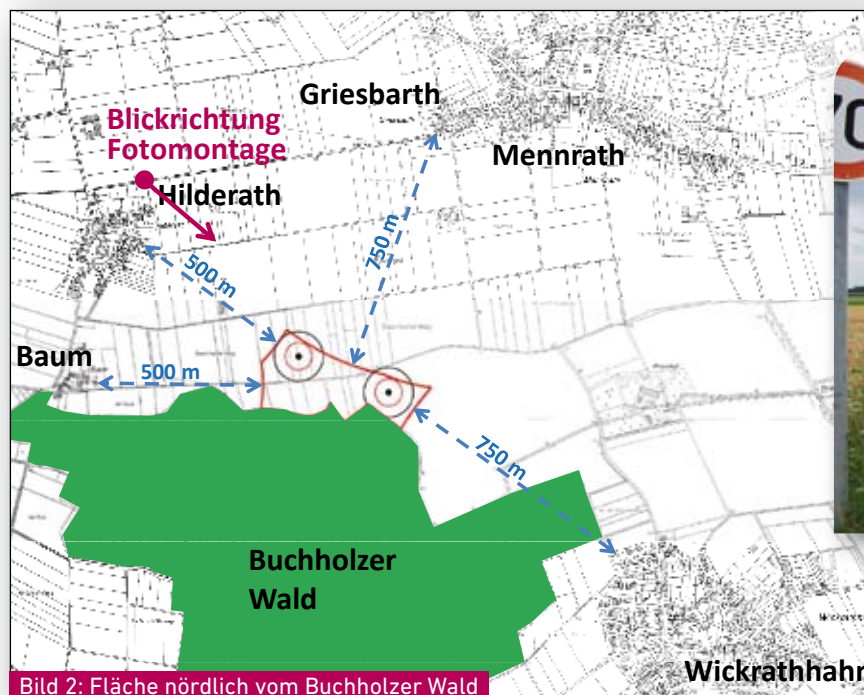 Griesbarth
Blickrichtung
Fotomontage
Mennrath
Hilderath
750 m
500 m
Baum
500 m
750 m
Buchholzer
Wald
Wickrathhahn
Bild 2: Fläche nördlich vom Buchholzer Wald
70